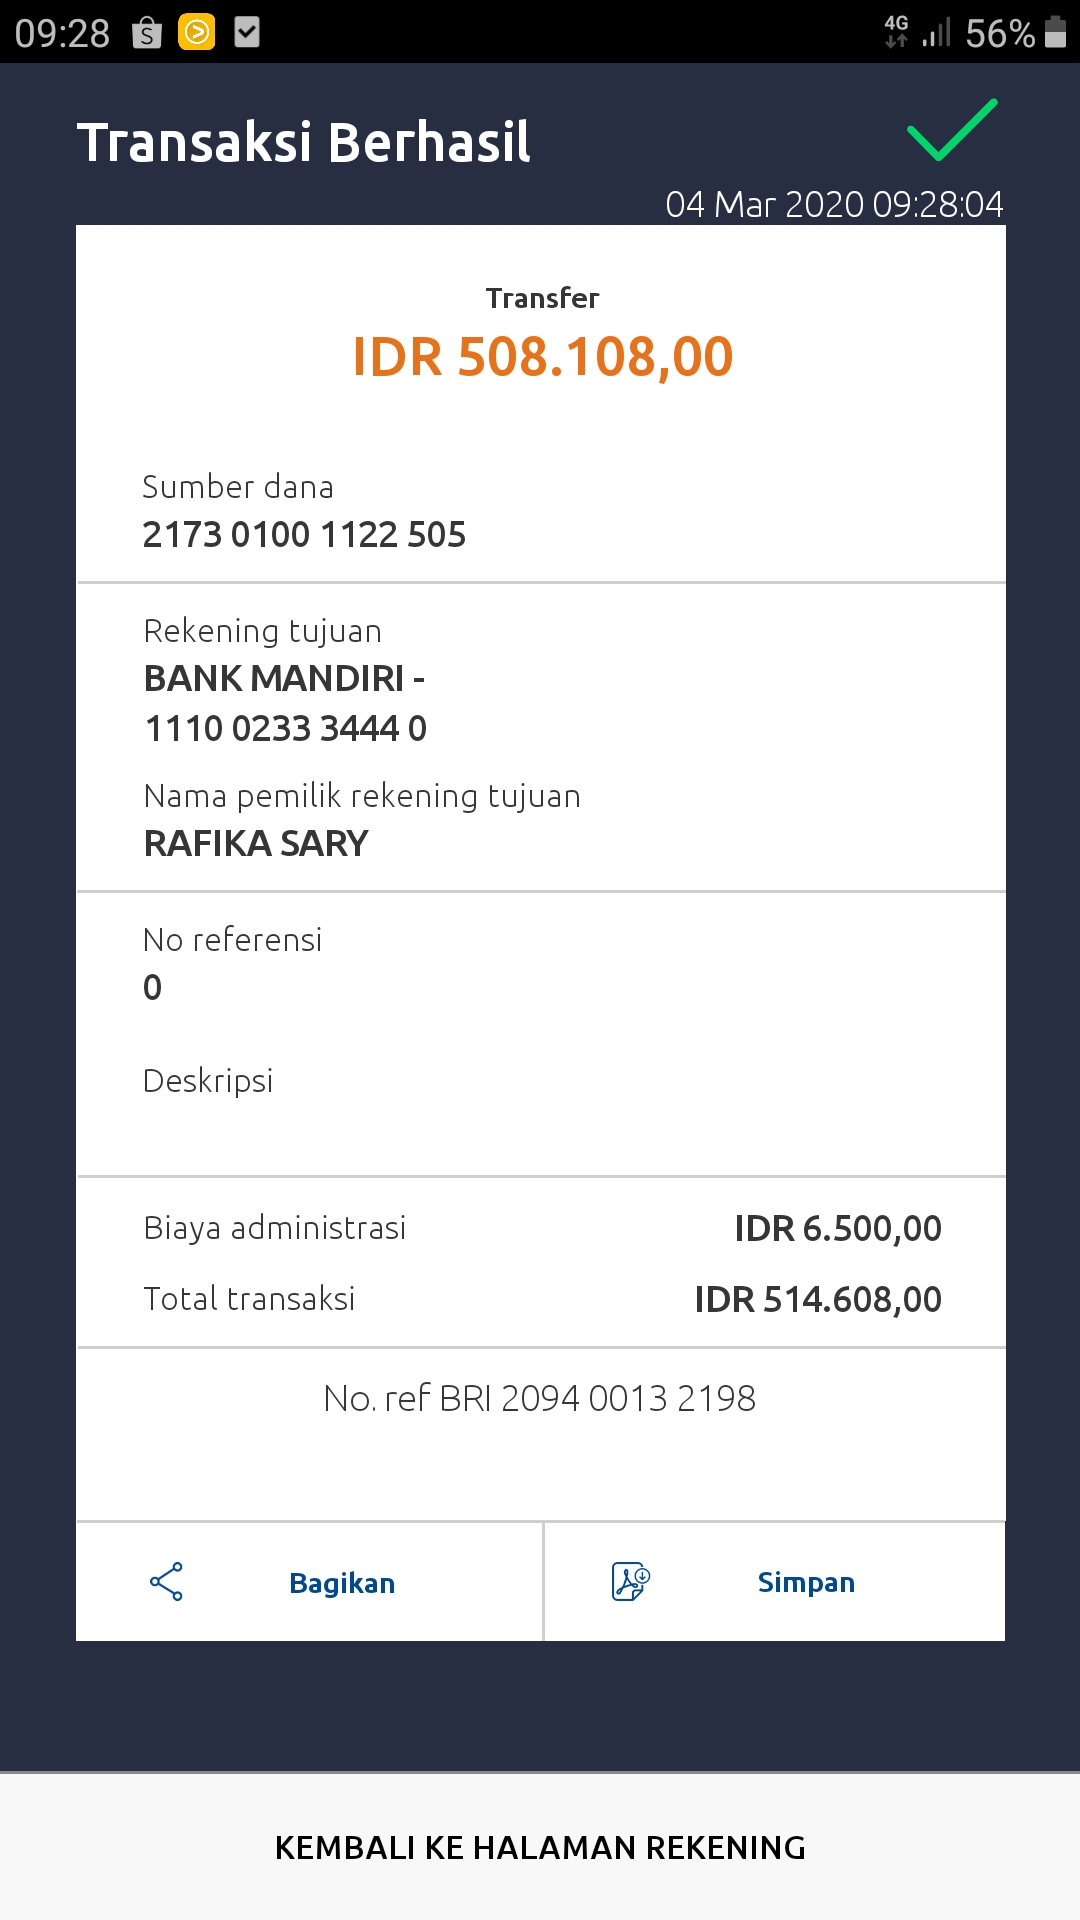 09:28
4G
56%
Transaksi Berhasil
04 Mar 2020 09:28:04
Transfer
IDR 508.108,00
Sumber dana
2173 0100 1122 505
Rekening tujuan
BANK MANDIRI -
1110 0233 3444 0
Nama pemilik rekening tujuan
RAFIKA SARY
No referensi
0
Deskripsi
Biaya administrasi IDR 6.500,00
Total transaksi IDR 514.608,00
No. ref BRI 2094 0013 2198
Bagikan Simpan
KEMBALI KE HALAMAN REKENING